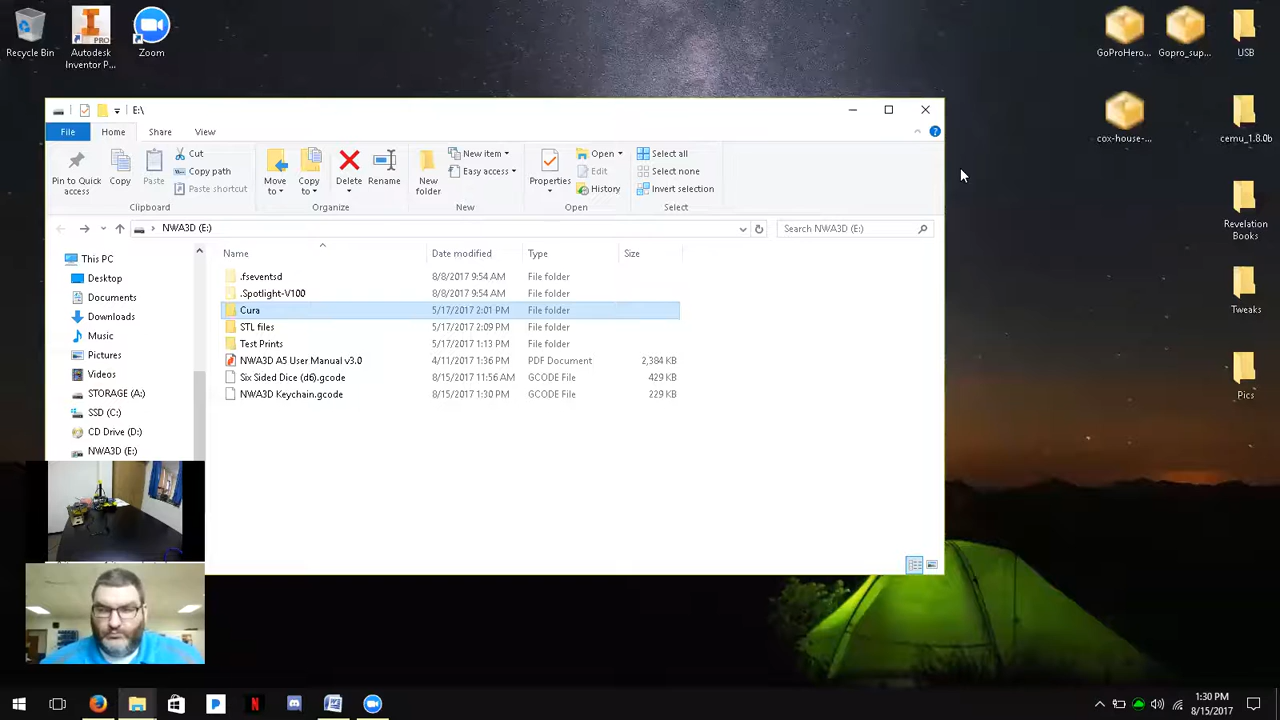 Recycle Bin
Autodesk Inventor P...
PRO
Zoom
GoProHero...
Gopro_sup...
USB
cox-house-...
cemu_1.8.0b
Revelation Books
Tweaks
Pics
E:\
File Home Share View
Pin to Quick access
Copy
Paste
Cut
Copy path
Paste shortcut
Clipboard
Move to
Copy to
Delete
Rename
Organize
New folder
New item
Easy access
New
Properties
Open
Edit
History
Open
Select all
Select none
Invert selection
Select
NWA3D (E:)
Search NWA3D (E:)
Name Date modified Type Size
This PC
Desktop
Documents
Downloads
Music
Pictures
Videos
STORAGE (A:)
SSD (C:)
CD Drive (D:)
NWA3D (E:)
.fseventsd 8/8/2017 9:54 AM File folder
.Spotlight-V100 8/8/2017 9:54 AM File folder
Cura 5/17/2017 2:01 PM File folder
STL files 5/17/2017 2:09 PM File folder
Test Prints 5/17/2017 1:13 PM File folder
NWA3D A5 User Manual v3.0 4/11/2017 1:36 PM PDF Document 2,384 KB
Six Sided Dice (d6).gcode 8/15/2017 11:56 AM GCODE File 429 KB
NWA3D Keychain.gcode 8/15/2017 1:30 PM GCODE File 229 KB
1:30 PM
8/15/2017